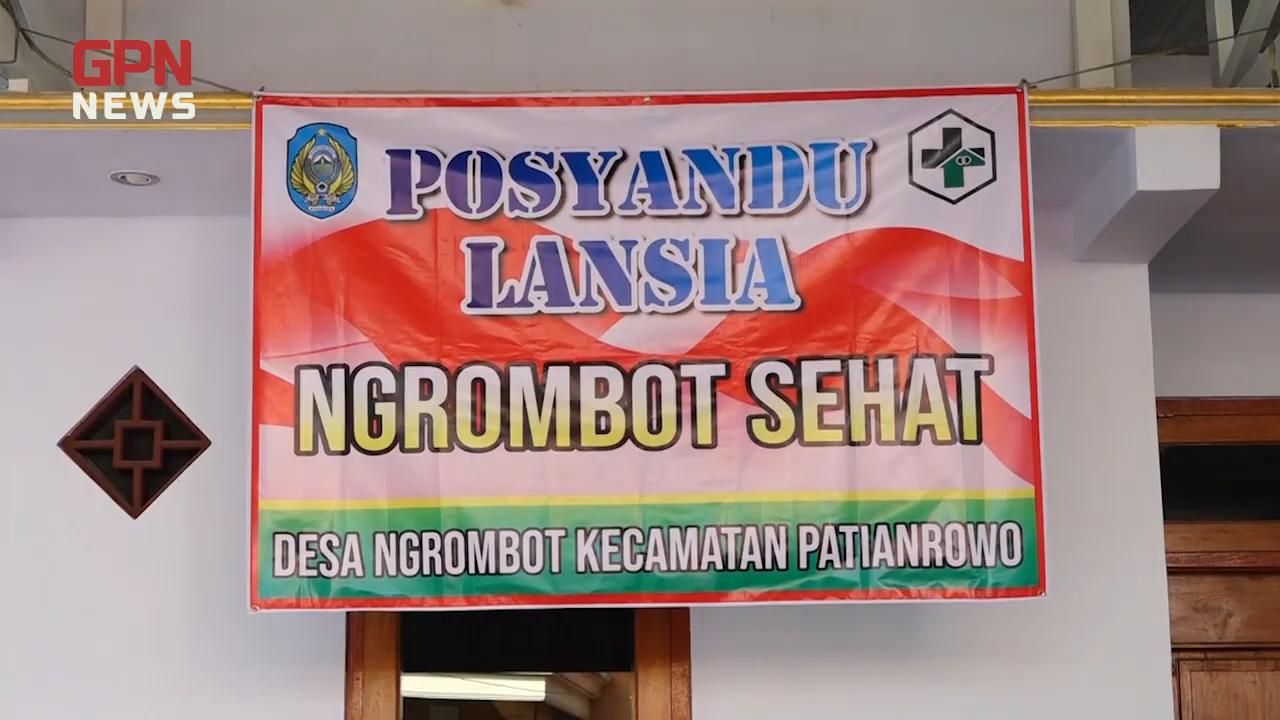 GPN
NEWS
POSYANDU
LANSIA
NGROMBOT SEHAT
DESA NGROMBOT KECAMATAN PATIANROWO